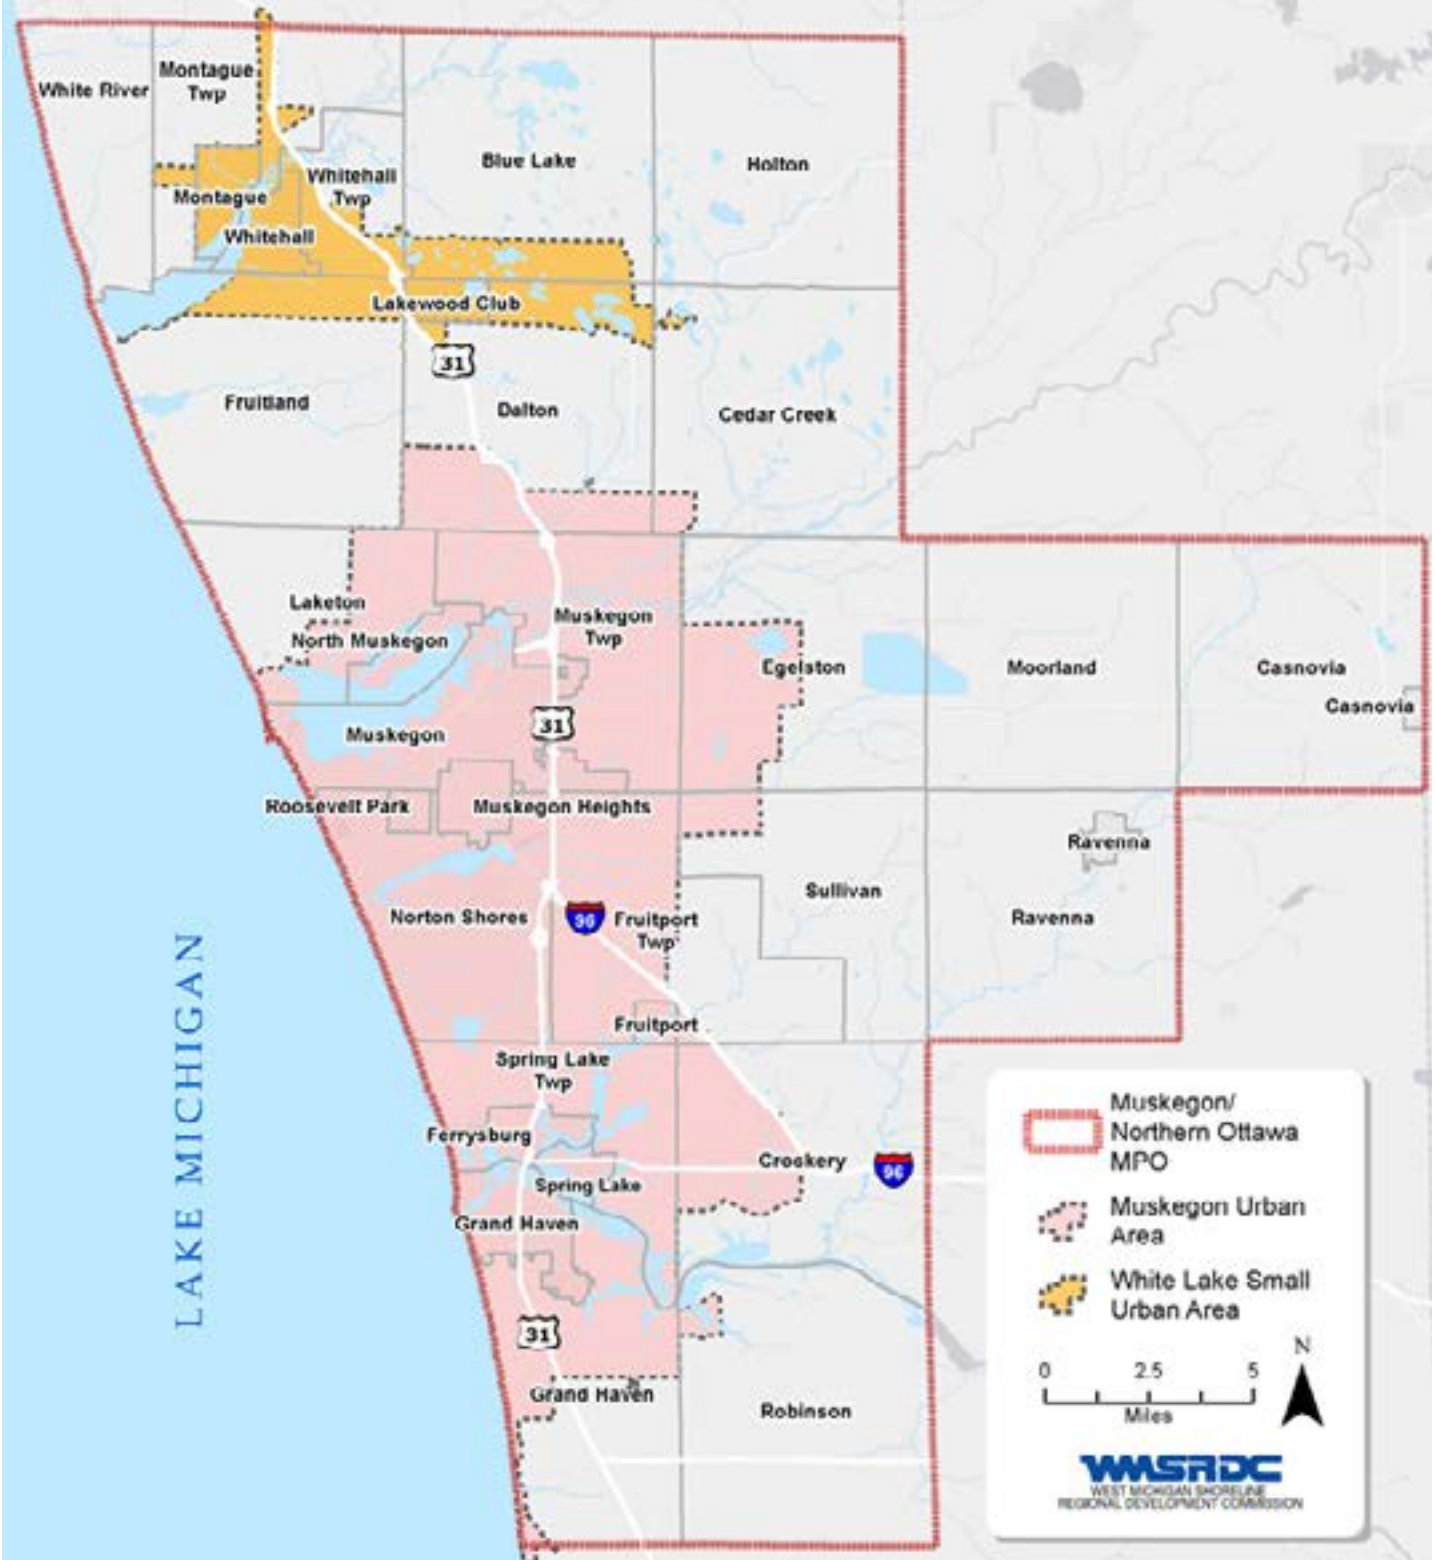 White River
Montague
Twp
Blue Lake
Holton
Whitehall
Twp
Montague
Whitehall
Lakewood Club
31
Fruitland
Dalton
Cedar Creek
Laketon
North Muskegon
Muskegon
Twp
Egelston
Moorland
Casnovia
Casnovia
31
Muskegon
Roosevelt Park
Muskegon Heights
Ravenna
Sullivan
Norton Shores
96
Fruitport
Twp
Ravenna
Fruitport
LAKE MICHIGAN
Spring Lake
Twp
Ferrysburg
Crockery
96
Spring Lake
Grand Haven
31
Grand Haven
Robinson
Muskegon/
Northern Ottawa
MPO
Muskegon Urban
Area
White Lake Small
Urban Area
N
0 2.5 5
Miles
WMSRDC
WEST MICHIGAN SHORELINE
REGIONAL DEVELOPMENT COMMISSION